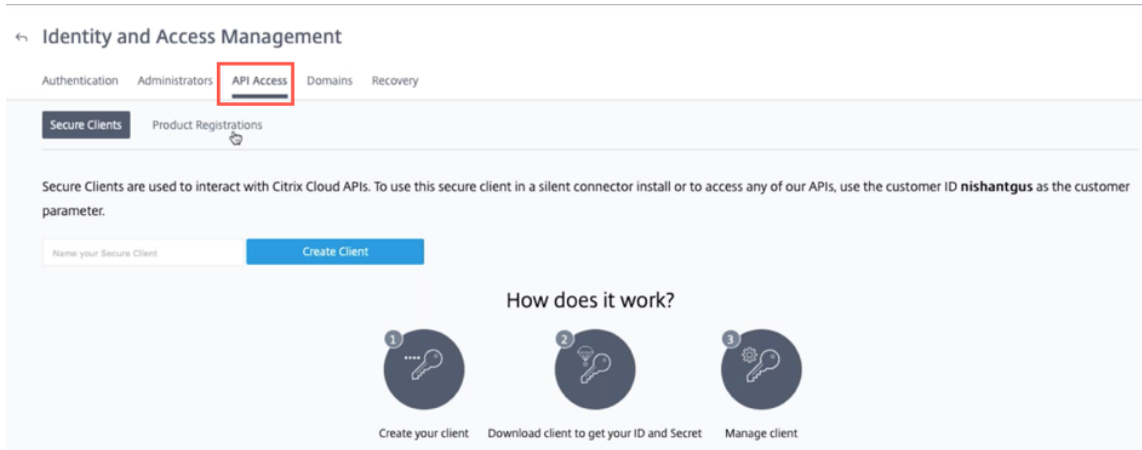 Identity and Access Management
Authentication Administrators API Access Domains Recovery
Secure Clients Product Registrations
Secure Clients are used to interact with Citrix Cloud APIs. To use this secure client in a silent connector install or to access any of our APIs, use the customer ID nishantgus as the customer
parameter.
Name your Secure Client Create Client
How does it work?
1 2 3
Create your client Download client to get your ID and Secret Manage client